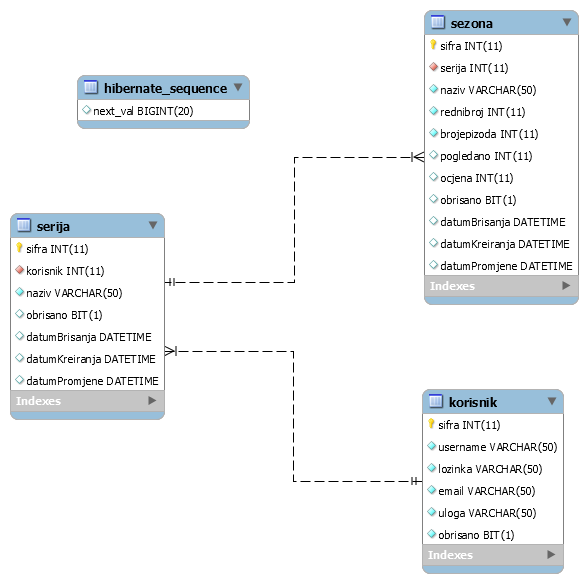 hibernate_sequence
next_val BIGINT(20)
sezona
sifra INT(11)
serija INT(11)
naziv VARCHAR(50)
rednibroj INT(11)
brojepizoda INT(11)
pogledano INT(11)
ocjena INT(11)
obrisano BIT(1)
datumBrisanja DATETIME
datumKreiranja DATETIME
datumPromjene DATETIME
Indexes
serija
sifra INT(11)
korisnik INT(11)
naziv VARCHAR(50)
obrisano BIT(1)
datumBrisanja DATETIME
datumKreiranja DATETIME
datumPromjene DATETIME
Indexes
korisnik
sifra INT(11)
username VARCHAR(50)
lozinka VARCHAR(50)
email VARCHAR(50)
uloga VARCHAR(50)
obrisano BIT(1)
Indexes